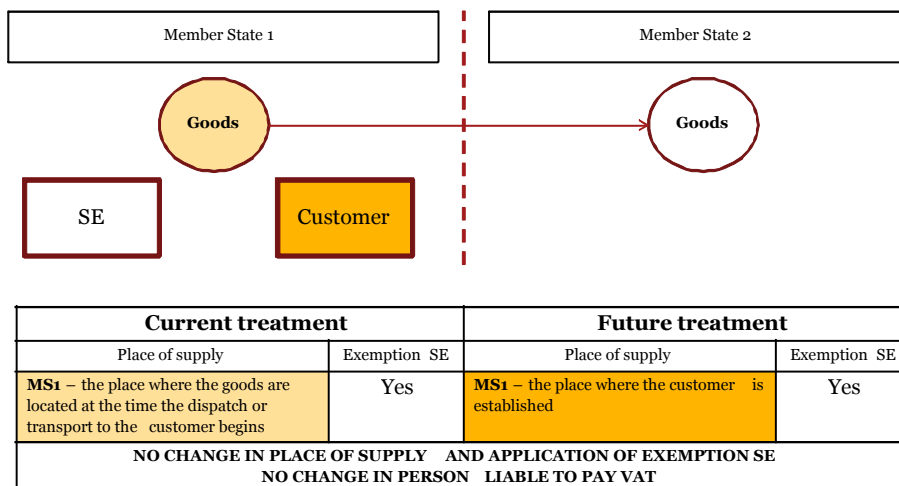 Member State 1
Member State 2
Goods
Goods
SE
Customer
Current treatment
Future treatment
Place of supply
Exemption SE
Place of supply
Exemption SE
MS1 – the place where the goods are
located at the time the dispatch or
transport to the customer begins
Yes
MS1 – the place where the customer is
established
Yes
NO CHANGE IN PLACE OF SUPPLY AND APPLICATION OF EXEMPTION SE
NO CHANGE IN PERSON LIABLE TO PAY VAT